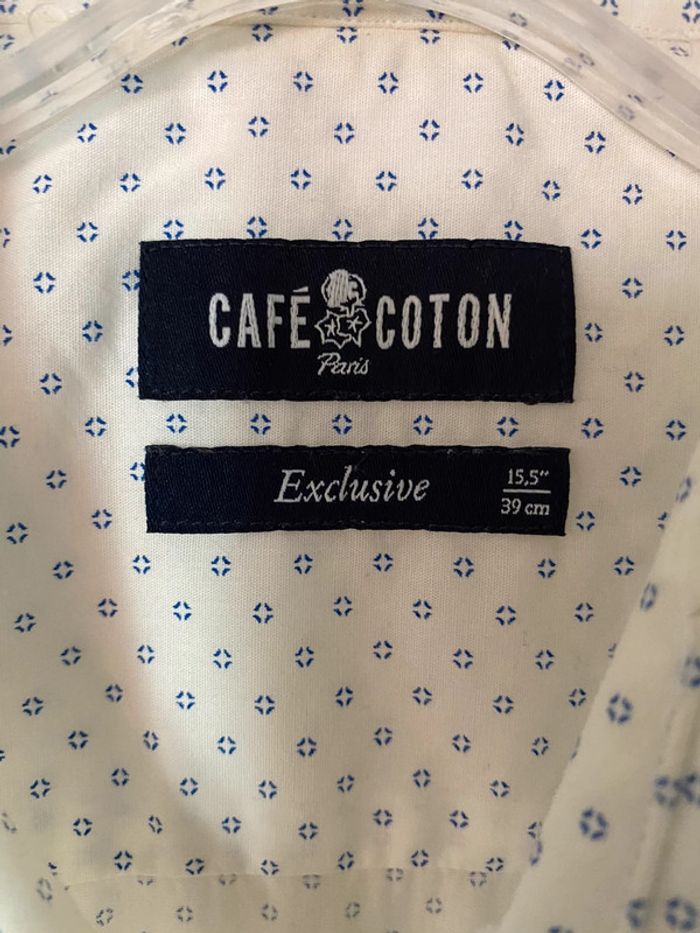 CAFÉ COTON
Paris
Exclusive
15,5"
39 cm